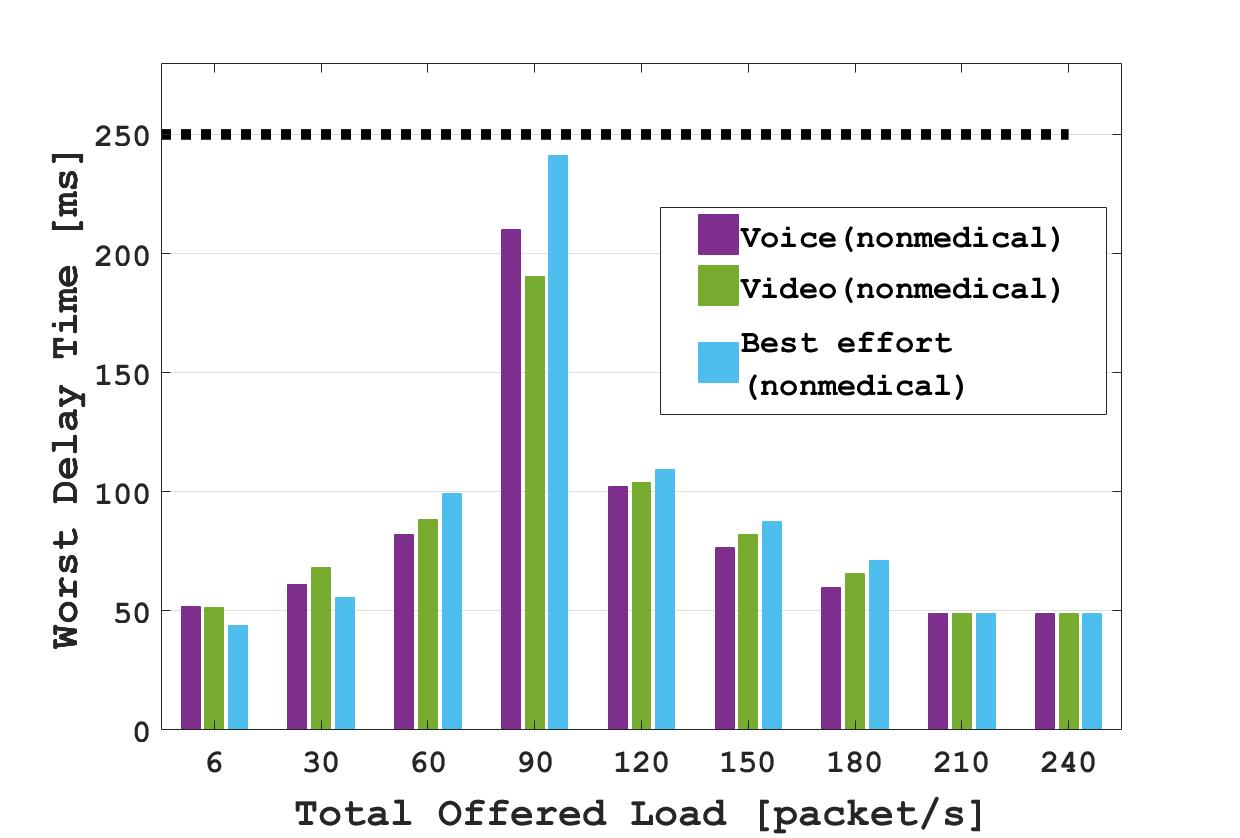 250
200
150
100
50
0
Worst Delay Time [ms]
Voice(nonmedical)
Video(nonmedical)
Best effort
(nonmedical)
6 30 60 90 120 150 180 210 240
Total Offered Load [packet/s]